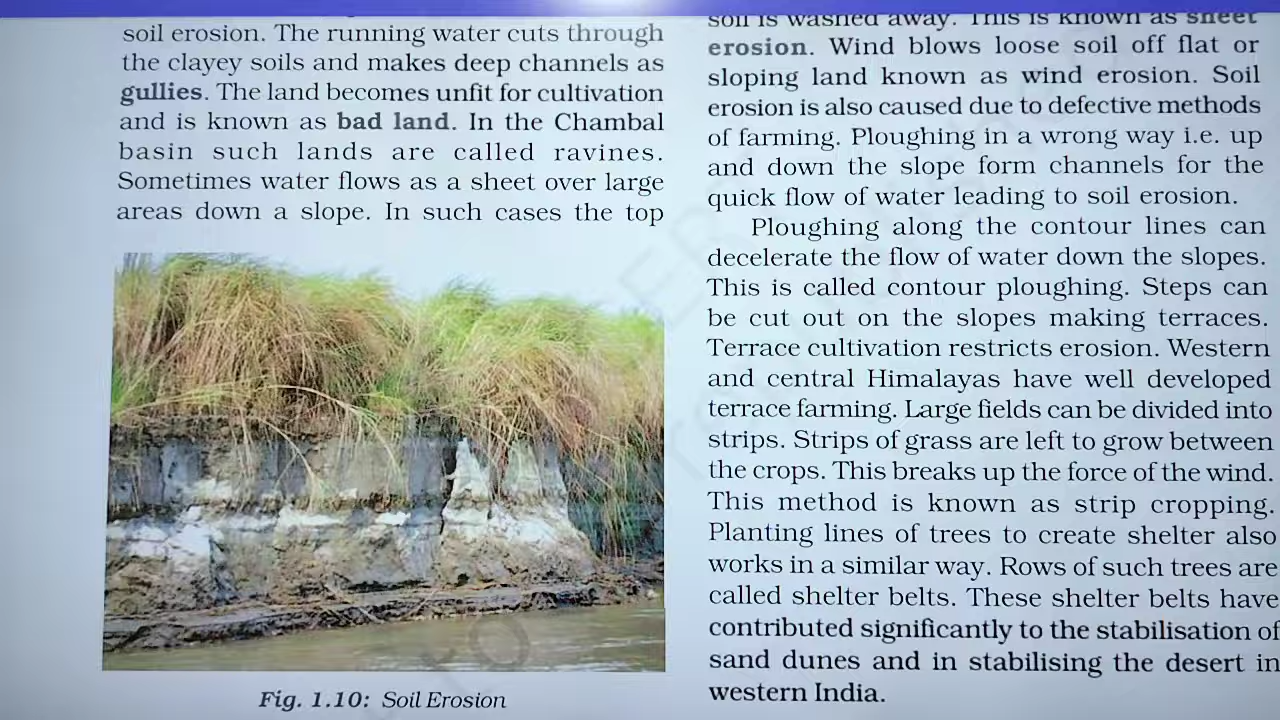 soil erosion. The running water cuts through
the clayey soils and makes deep channels as
gullies. The land becomes unfit for cultivation
and is known as bad land. In the Chambal
basin such lands are called ravines.
Sometimes water flows as a sheet over large
areas down a slope. In such cases the top
Fig. 1.10: Soil Erosion
soil is washed away. This is known as sheet
erosion. Wind blows loose soil off flat or
sloping land known as wind erosion. Soil
erosion is also caused due to defective methods
of farming. Ploughing in a wrong way i.e. up
and down the slope form channels for the
quick flow of water leading to soil erosion.
Ploughing along the contour lines can
decelerate the flow of water down the slopes.
This is called contour ploughing. Steps can
be cut out on the slopes making terraces.
Terrace cultivation restricts erosion. Western
and central Himalayas have well developed
terrace farming. Large fields can be divided into
strips. Strips of grass are left to grow between
the crops. This breaks up the force of the wind.
This method is known as strip cropping.
Planting lines of trees to create shelter also
works in a similar way. Rows of such trees are
called shelter belts. These shelter belts have
contributed significantly to the stabilisation of
sand dunes and in stabilising the desert in
western India.